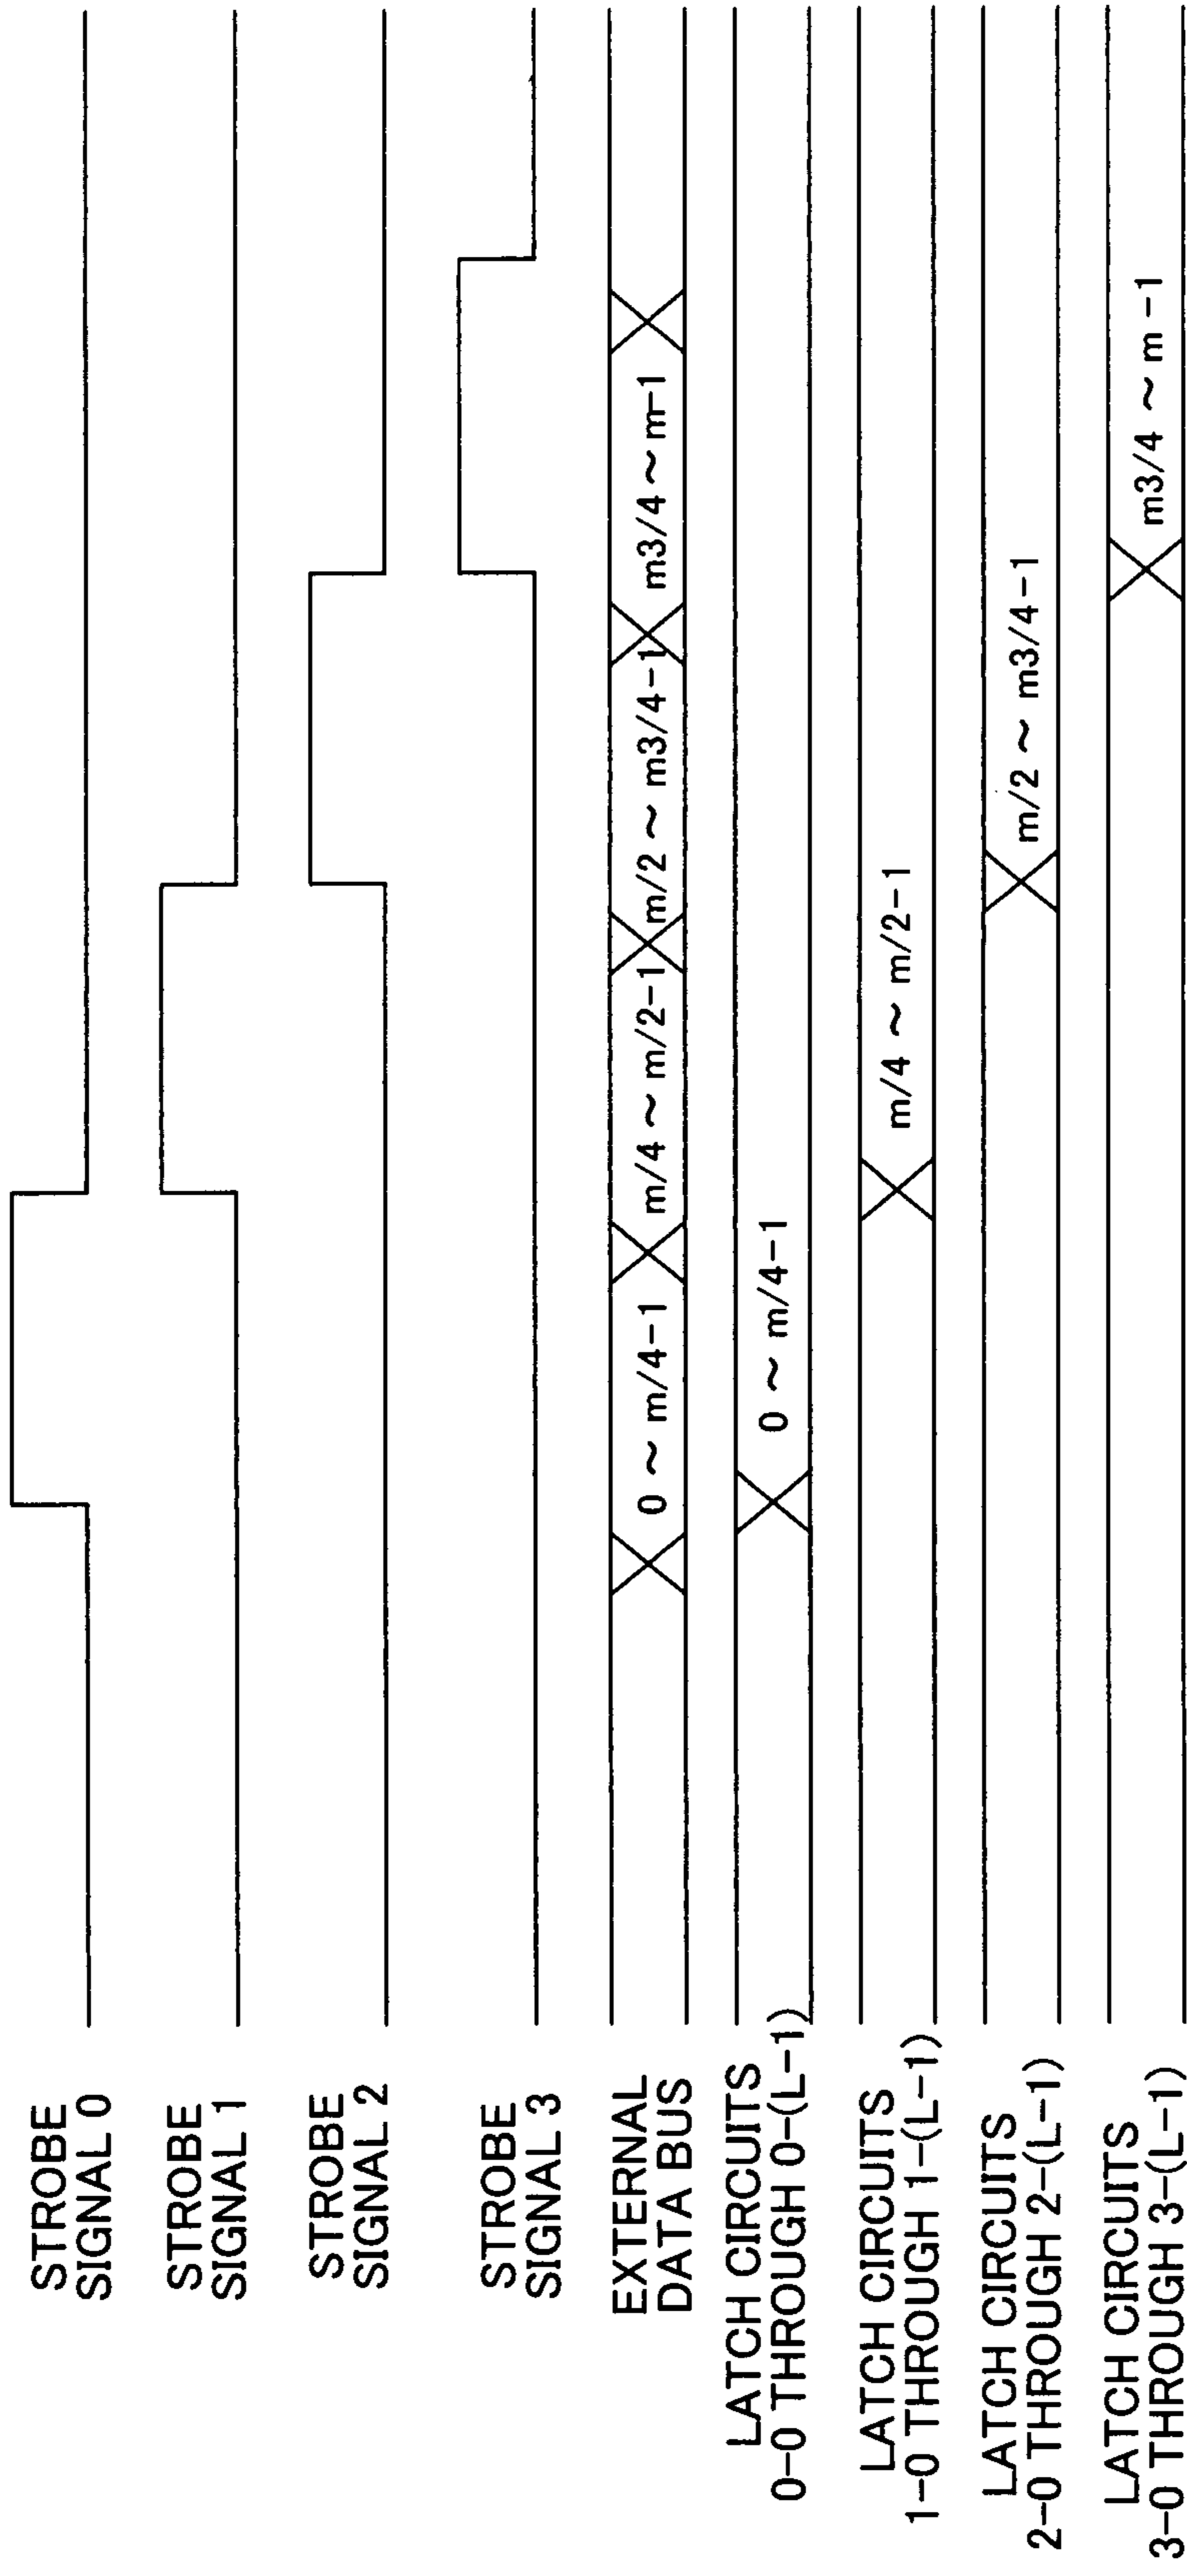 STROBE
SIGNAL 0
STROBE
SIGNAL 1
STROBE
SIGNAL 2
STROBE
SIGNAL 3
EXTERNAL
DATA BUS
0 ~ m/4-1
m/4 ~ m/2-1
m/2 ~ m3/4-1
m3/4 ~ m-1
LATCH CIRCUITS
0-0 THROUGH 0-(L-1)
0 ~ m/4-1
LATCH CIRCUITS
1-0 THROUGH 1-(L-1)
m/4 ~ m/2-1
LATCH CIRCUITS
2-0 THROUGH 2-(L-1)
m/2 ~ m3/4-1
LATCH CIRCUITS
3-0 THROUGH 3-(L-1)
m3/4 ~ m -1